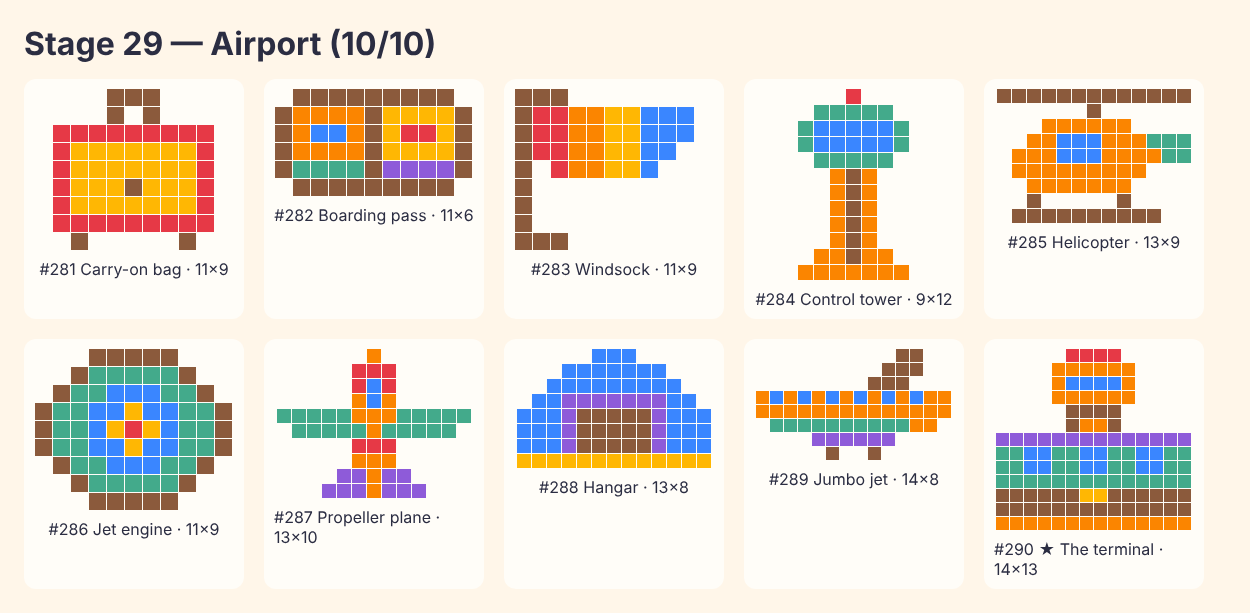 Stage 29 — Airport (10/10)
#281 Carry-on bag · 11×9
#282 Boarding pass · 11×6
#283 Windsock · 11×9
#284 Control tower · 9×12
#285 Helicopter · 13×9
#286 Jet engine · 11×9
#287 Propeller plane ·
13×10
#288 Hangar · 13×8
#289 Jumbo jet · 14×8
#290 ★ The terminal ·
14×13